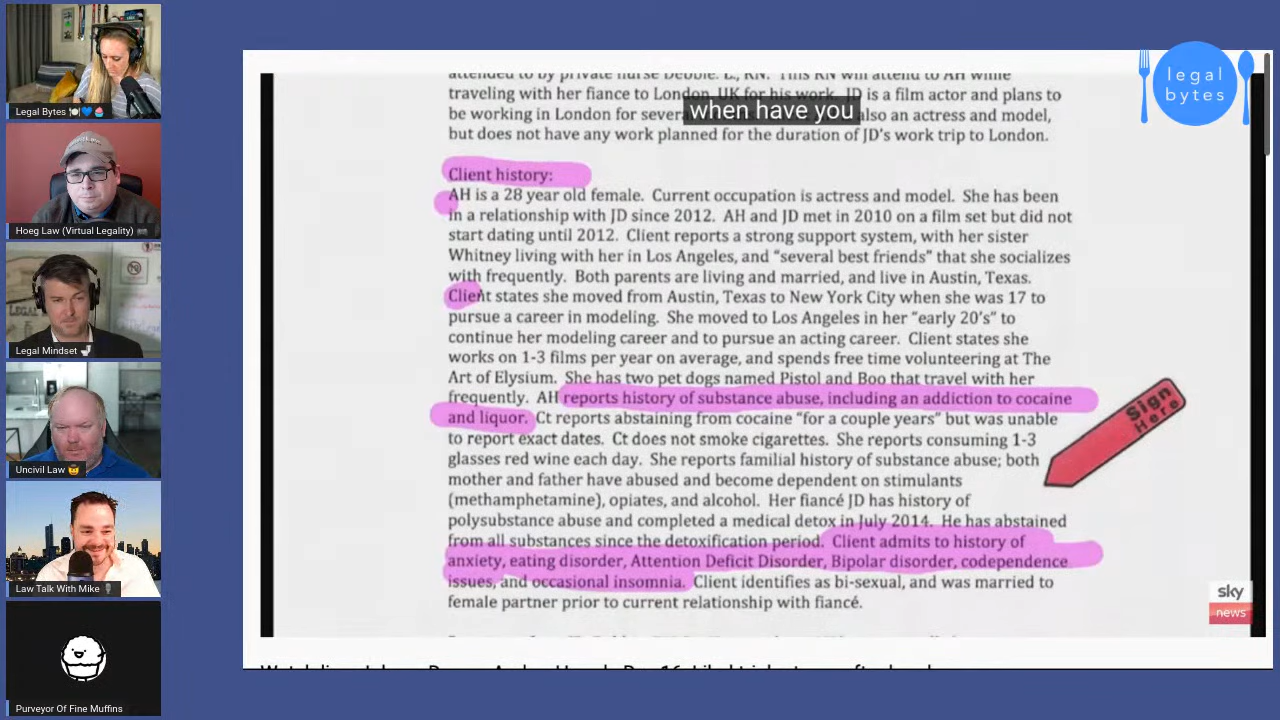 Legal Bytes 🍽️💙🧁
Hoeg Law (Virtual Legality)
Legal Mindset
Uncivil Law 🤠
Law Talk With Mike
Purveyor Of Fine Muffins
legal
bytes
attended to by private nurse Debbie. L., RN. This RN will attend to AH while
traveling with her fiance to London, UK for his work. JD is a film actor and plans to
be working in London for several also an actress and model,
but does not have any work planned for the duration of JD's work trip to London.
when have you
Client history:
AH is a 28 year old female. Current occupation is actress and model. She has been
in a relationship with JD since 2012. AH and JD met in 2010 on a film set but did not
start dating until 2012. Client reports a strong support system, with her sister
Whitney living with her in Los Angeles, and "several best friends" that she socializes
with frequently. Both parents are living and married, and live in Austin, Texas.
Client states she moved from Austin, Texas to New York City when she was 17 to
pursue a career in modeling. She moved to Los Angeles in her "early 20's" to
continue her modeling career and to pursue an acting career. Client states she
works on 1-3 films per year on average, and spends free time volunteering at The
Art of Elysium. She has two pet dogs named Pistol and Boo that travel with her
frequently. AH reports history of substance abuse, including an addiction to cocaine
and liquor. Ct reports abstaining from cocaine "for a couple years" but was unable
to report exact dates. Ct does not smoke cigarettes. She reports consuming 1-3
glasses red wine each day. She reports familial history of substance abuse; both
mother and father have abused and become dependent on stimulants
(methamphetamine), opiates, and alcohol. Her fiancé JD has history of
polysubstance abuse and completed a medical detox in July 2014. He has abstained
from all substances since the detoxification period. Client admits to history of
anxiety, eating disorder, Attention Deficit Disorder, Bipolar disorder, codependence
issues, and occasional insomnia. Client identifies as bi-sexual, and was married to
female partner prior to current relationship with fiancé.
Sign
Here
sky
news